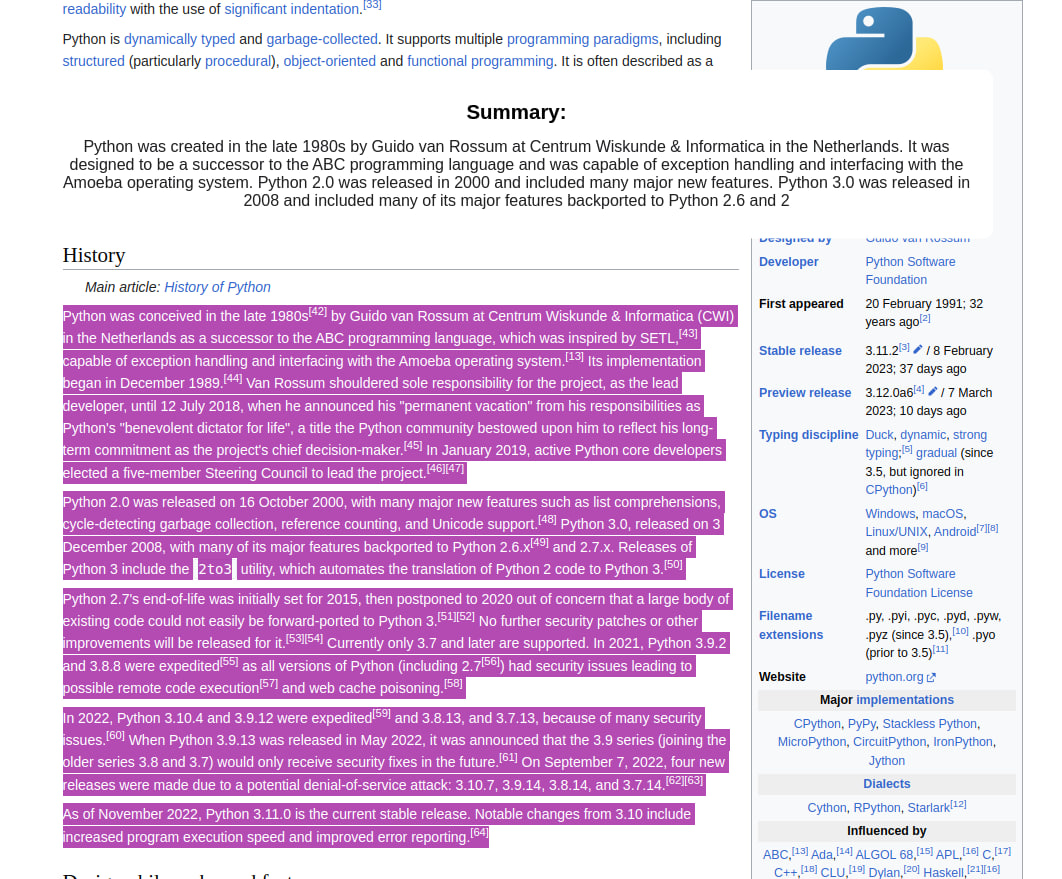 readability with the use of significant indentation.[33]
Python is dynamically typed and garbage-collected. It supports multiple programming paradigms, including
structured (particularly procedural), object-oriented and functional programming. It is often described as a
Summary:
Python was created in the late 1980s by Guido van Rossum at Centrum Wiskunde & Informatica in the Netherlands. It was
designed to be a successor to the ABC programming language and was capable of exception handling and interfacing with the
Amoeba operating system. Python 2.0 was released in 2000 and included many major new features. Python 3.0 was released in
2008 and included many of its major features backported to Python 2.6 and 2
History
Main article: History of Python
Python was conceived in the late 1980s[42] by Guido van Rossum at Centrum Wiskunde & Informatica (CWI)
in the Netherlands as a successor to the ABC programming language, which was inspired by SETL,[43]
capable of exception handling and interfacing with the Amoeba operating system.[13] Its implementation
began in December 1989.[44] Van Rossum shouldered sole responsibility for the project, as the lead
developer, until 12 July 2018, when he announced his "permanent vacation" from his responsibilities as
Python's "benevolent dictator for life", a title the Python community bestowed upon him to reflect his long-
term commitment as the project's chief decision-maker.[45] In January 2019, active Python core developers
elected a five-member Steering Council to lead the project.[46][47]
Python 2.0 was released on 16 October 2000, with many major new features such as list comprehensions,
cycle-detecting garbage collection, reference counting, and Unicode support.[48] Python 3.0, released on 3
December 2008, with many of its major features backported to Python 2.6.x[49] and 2.7.x. Releases of
Python 3 include the 2to3 utility, which automates the translation of Python 2 code to Python 3.[50]
Python 2.7's end-of-life was initially set for 2015, then postponed to 2020 out of concern that a large body of
existing code could not easily be forward-ported to Python 3.[51][52] No further security patches or other
improvements will be released for it.[53][54] Currently only 3.7 and later are supported. In 2021, Python 3.9.2
and 3.8.8 were expedited[55] as all versions of Python (including 2.7[56]) had security issues leading to
possible remote code execution[57] and web cache poisoning.[58]
In 2022, Python 3.10.4 and 3.9.12 were expedited[59] and 3.8.13, and 3.7.13, because of many security
issues.[60] When Python 3.9.13 was released in May 2022, it was announced that the 3.9 series (joining the
older series 3.8 and 3.7) would only receive security fixes in the future.[61] On September 7, 2022, four new
releases were made due to a potential denial-of-service attack: 3.10.7, 3.9.14, 3.8.14, and 3.7.14.[62][63]
As of November 2022, Python 3.11.0 is the current stable release. Notable changes from 3.10 include
increased program execution speed and improved error reporting.[64]
Designed by Guido van Rossum
Developer Python Software
Foundation
First appeared 20 February 1991; 32
years ago[2]
Stable release 3.11.2[3] / 8 February
2023; 37 days ago
Preview release 3.12.0a6[4] / 7 March
2023; 10 days ago
Typing discipline Duck, dynamic, strong
typing;[5] gradual (since
3.5, but ignored in
CPython)[6]
OS Windows, macOS,
Linux/UNIX, Android[7][8]
and more[9]
License Python Software
Foundation License
Filename .py, .pyi, .pyc, .pyd, .pyw,
extensions .pyz (since 3.5),[10] .pyo
(prior to 3.5)[11]
Website python.org
Major implementations
CPython, PyPy, Stackless Python,
MicroPython, CircuitPython, IronPython,
Jython
Dialects
Cython, RPython, Starlark[12]
Influenced by
ABC,[13] Ada,[14] ALGOL 68,[15] APL,[16] C,[17]
C++,[18] CLU,[19] Dylan,[20] Haskell,[21][16]